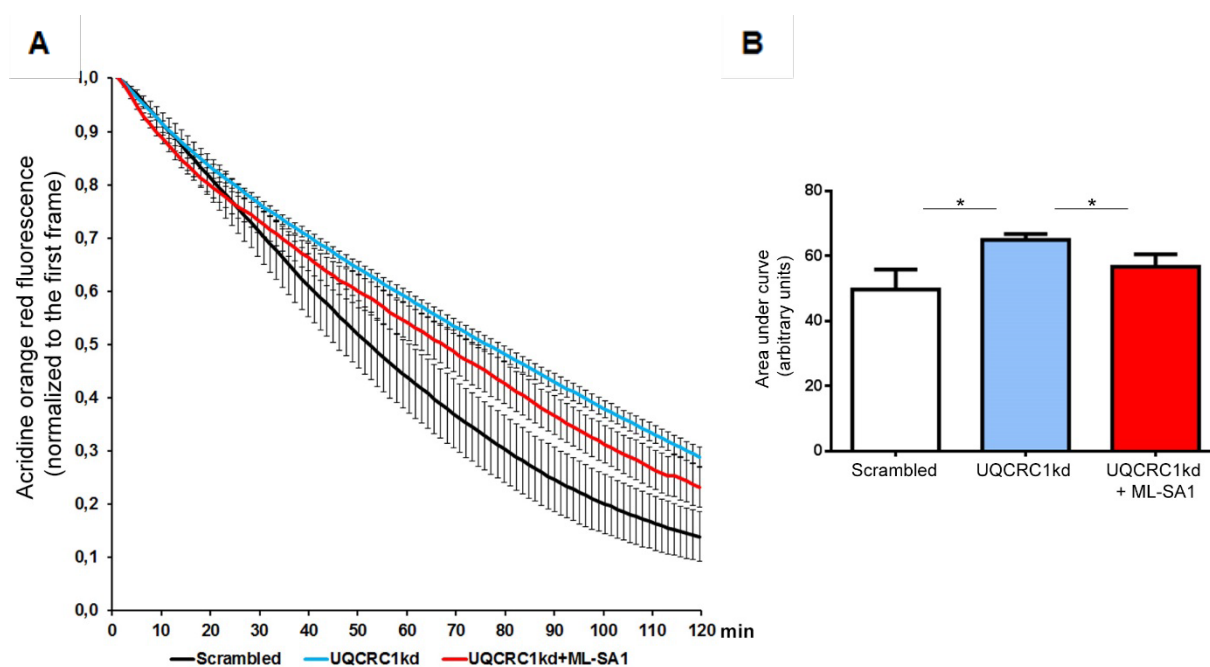 A
B
Acridine orange red fluorescence
(normalized to the first frame)
1,0
0,9
0,8
0,7
0,6
0,5
0,4
0,3
0,2
0,1
0,0
0 10 20 30 40 50 60 70 80 90 100 110 120 min
Scrambled UQCRC1kd UQCRC1kd+ML-SA1
Area under curve
(arbitrary units)
80
60
40
20
0
* *
Scrambled UQCRC1kd UQCRC1kd
+ ML-SA1